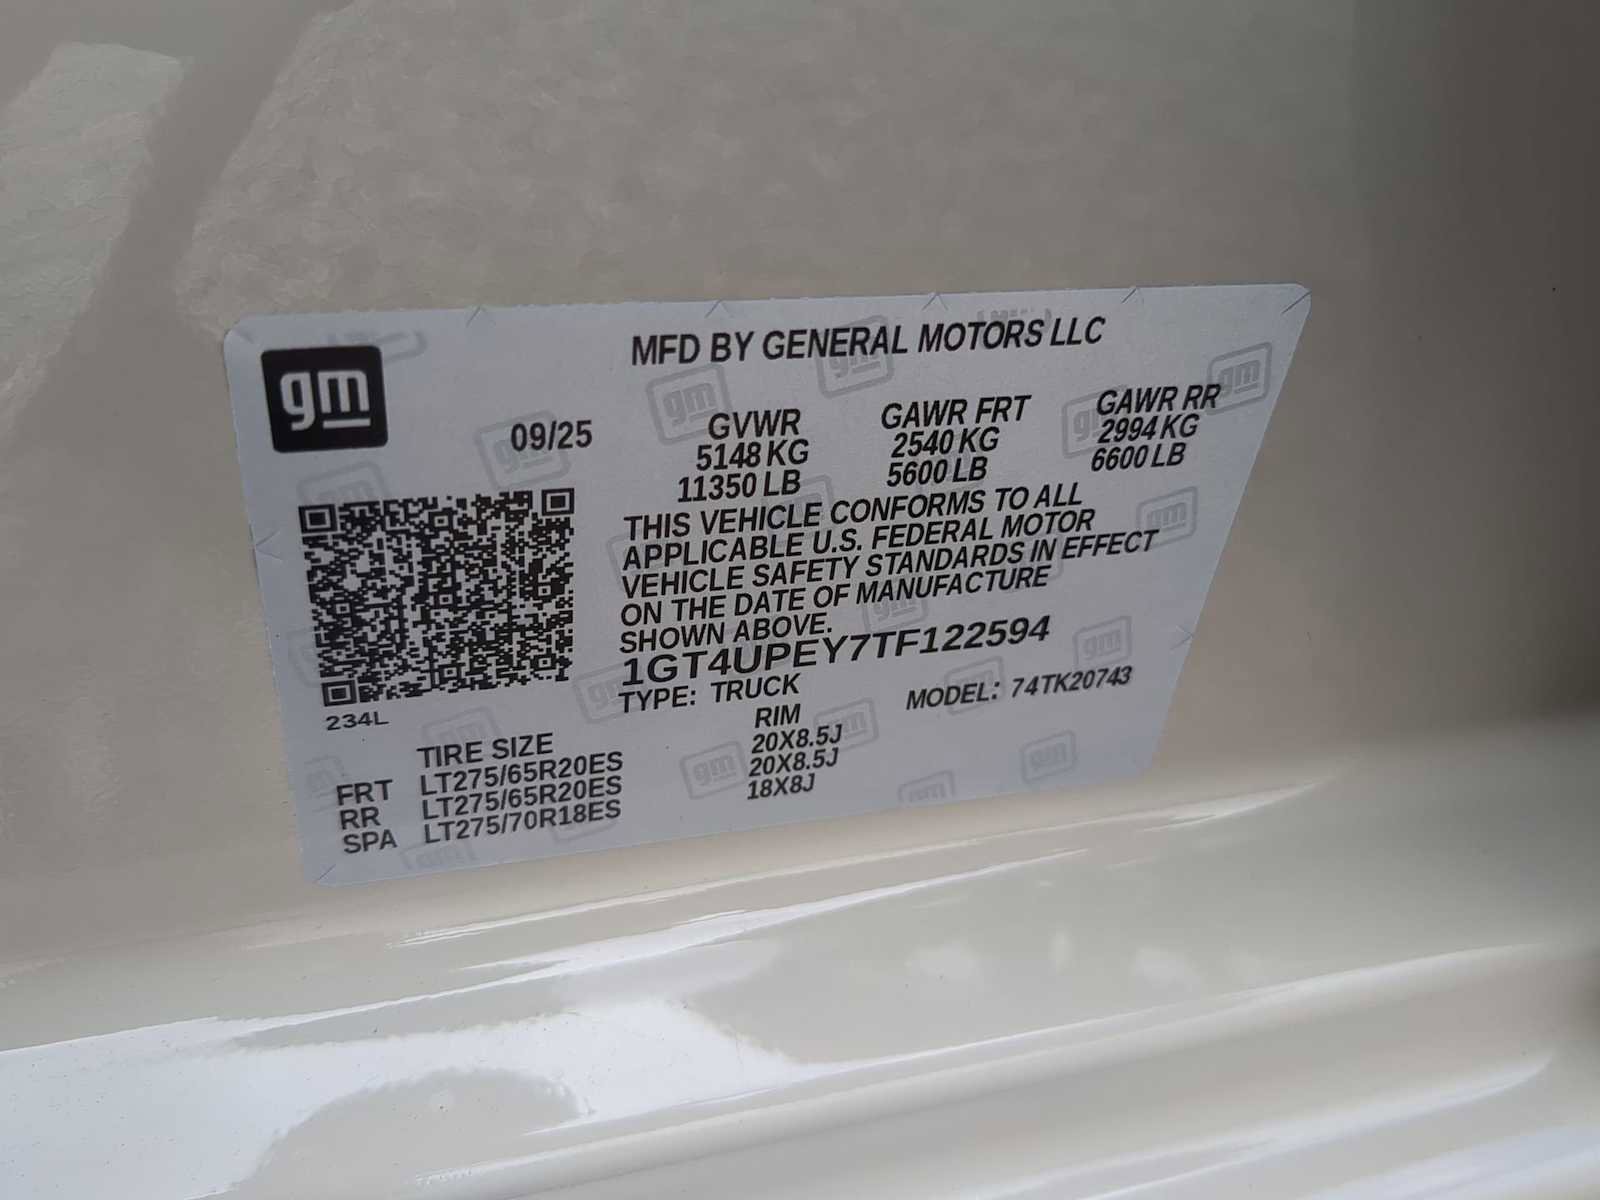 gm
MFD BY GENERAL MOTORS LLC
09/25
GVWR
5148 KG
11350 LB
GAWR FRT
2540 KG
5600 LB
GAWR RR
2994 KG
6600 LB
THIS VEHICLE CONFORMS TO ALL
APPLICABLE U.S. FEDERAL MOTOR
VEHICLE SAFETY STANDARDS IN EFFECT
ON THE DATE OF MANUFACTURE
SHOWN ABOVE.
1GT4UPEY7TF122594
TYPE: TRUCK
MODEL: 74TK20743
234L
TIRE SIZE RIM
FRT LT275/65R20ES 20X8.5J
RR LT275/65R20ES 20X8.5J
SPA LT275/70R18ES 18X8J